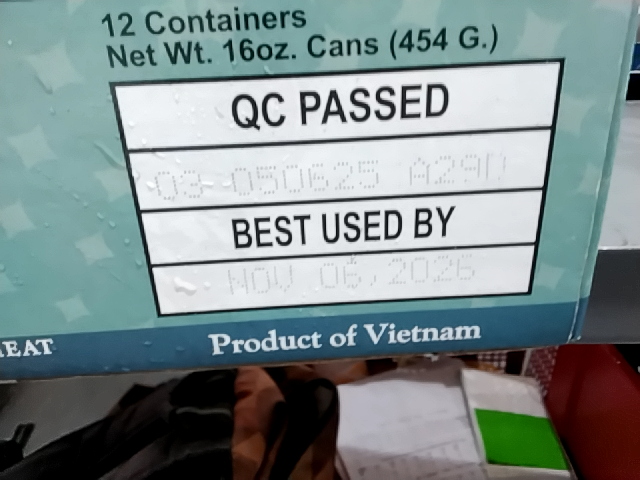 12 Containers
Net Wt. 16oz. Cans (454 G.)
QC PASSED
03 050625 A29D
BEST USED BY
NOV 06, 2026
Product of Vietnam